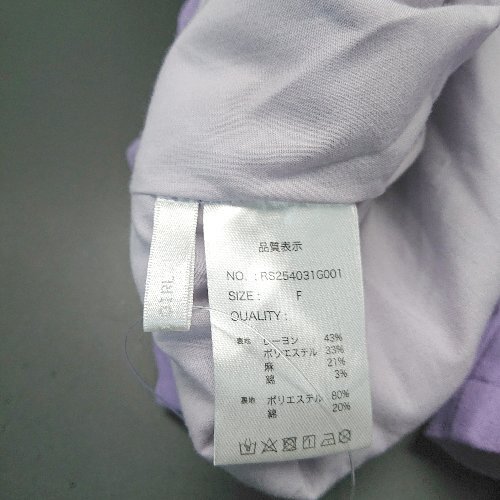 品質表示
NO. : RS254031G001
SIZE : F
QUALITY :
表地 レーヨン 43%
ポリエステル 33%
麻 21%
綿 3%
裏地 ポリエステル 80%
綿 20%
GIRL